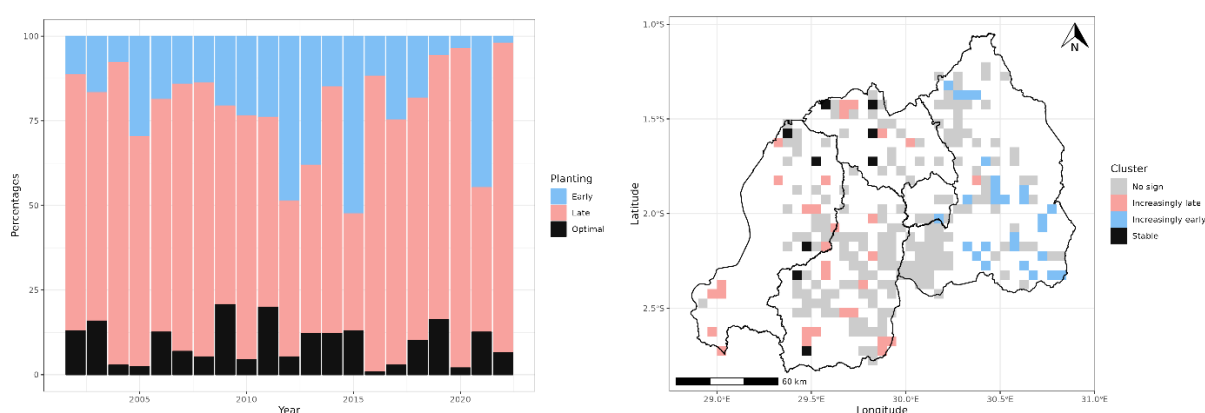 100
75
50
25
0
Percentages
2005
2010
2015
2020
Year
Planting
Early
Late
Optimal
1.0°S
1.5°S
2.0°S
2.5°S
Latitude
N
60 km
29.0°E
29.5°E
30.0°E
30.5°E
31.0°E
Longitude
Cluster
No sign
Increasingly late
Increasingly early
Stable